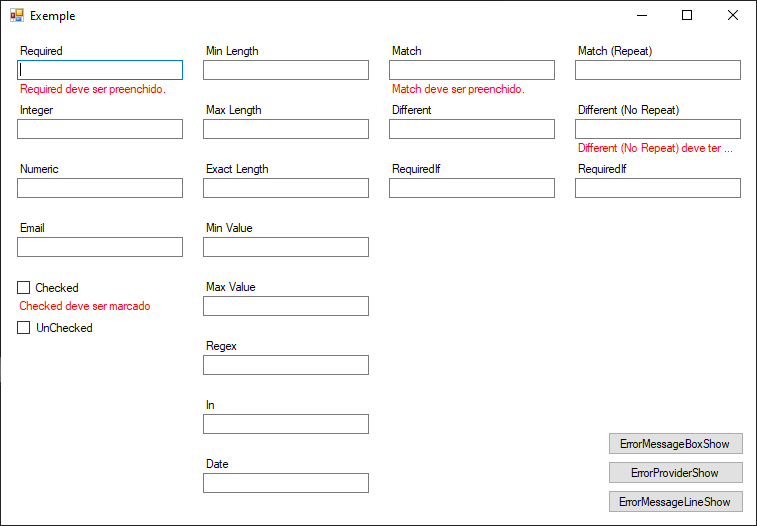 Exemple
Required
Min Length
Match
Match (Repeat)
Required deve ser preenchido.
Match deve ser preenchido.
Integer
Max Length
Different
Different (No Repeat)
Different (No Repeat) deve ter ...
Numeric
Exact Length
RequiredIf
RequiredIf
Email
Min Value
Checked
Max Value
Checked deve ser marcado
UnChecked
Regex
In
ErrorMessageBoxShow
Date
ErrorProviderShow
ErrorMessageLineShow